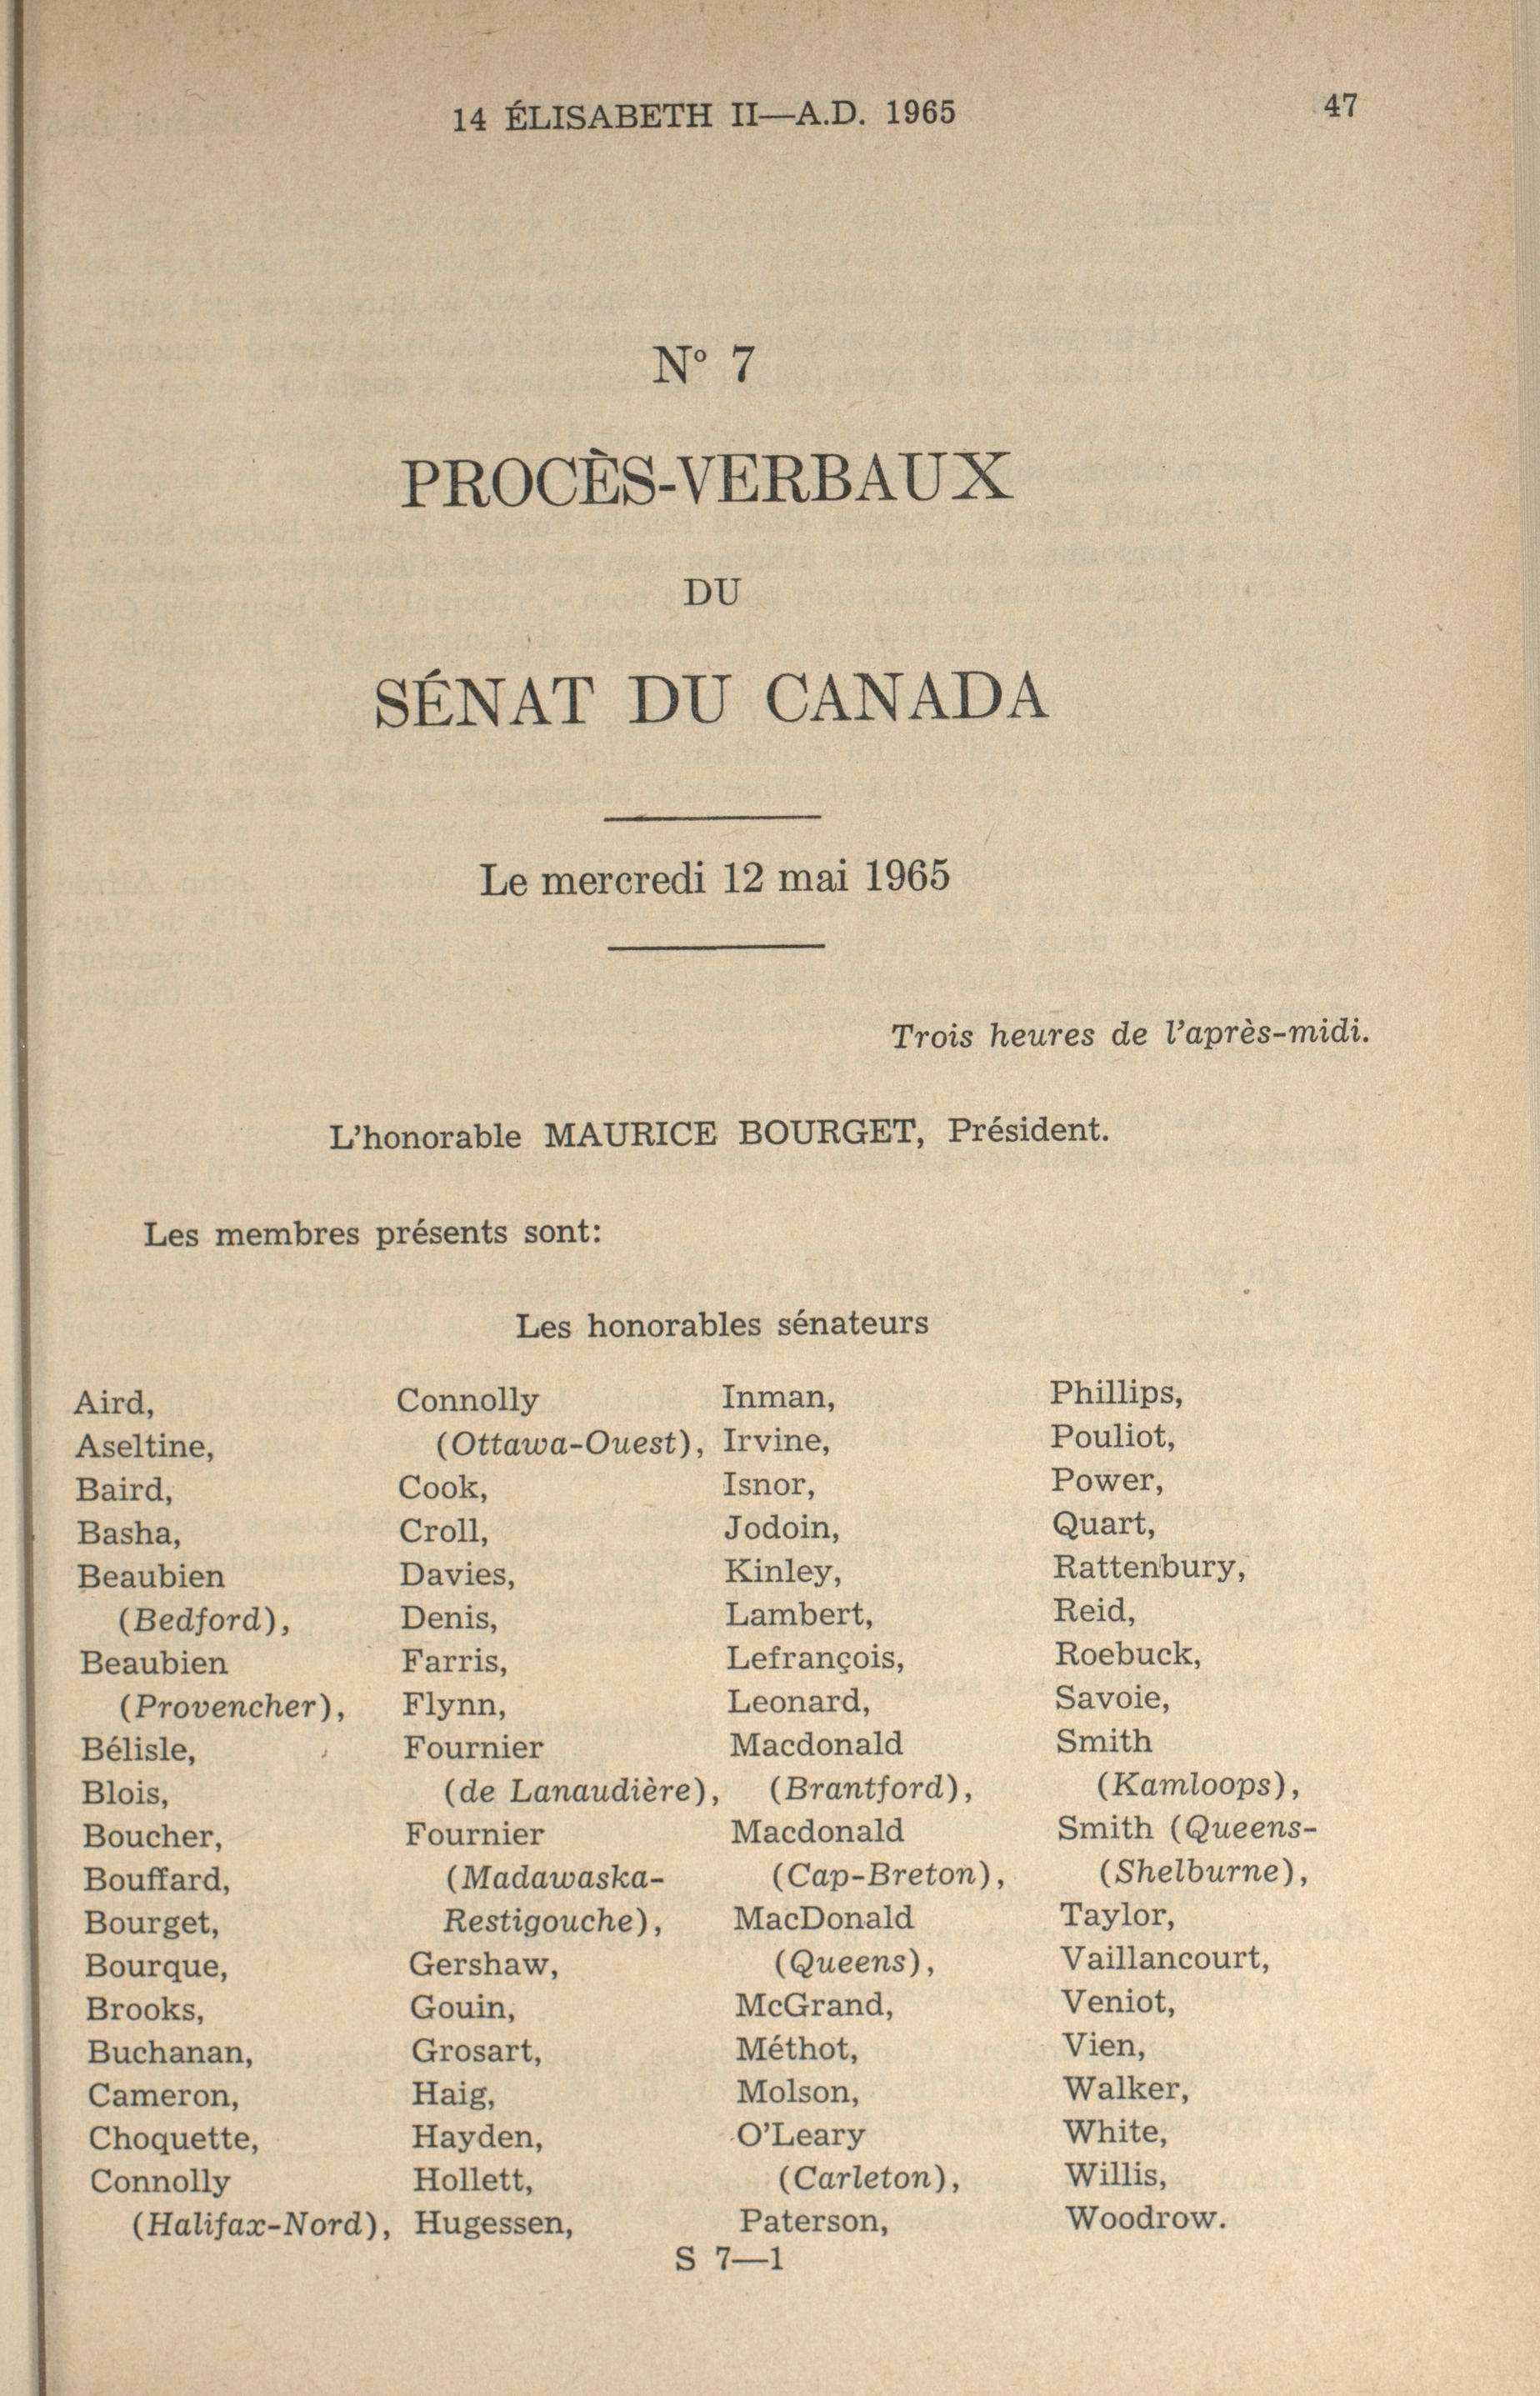 14 ÉLISABETH II—A.D. 1965
47
N° 7
PROCÈS-VERBAUX
DU
SÉNAT DU CANADA
Le mercredi 12 mai 1965
Trois heures de l'après-midi.
L'honorable MAURICE BOURGET, Président.
Les membres présents sont:
Les honorables sénateurs
Aird,
Aseltine,
Baird,
Basha,
Beaubien
(Bedford),
Beaubien
(Provencher),
Bélisle,
Blois,
Boucher,
Bouffard,
Bourget,
Bourque,
Brooks,
Buchanan,
Cameron,
Choquette,
Connolly
(Halifax-Nord),
Connolly
(Ottawa-Ouest),
Cook,
Croll,
Davies,
Denis,
Farris,
Flynn,
Fournier
(de Lanaudière),
Fournier
(Madawaska-
Restigouche),
Gershaw,
Gouin,
Grosart,
Haig,
Hayden,
Hollett,
Hugessen,
Inman,
Irvine,
Isnor,
Jodoin,
Kinley,
Lambert,
Lefrançois,
Leonard,
Macdonald
(Brantford),
Macdonald
(Cap-Breton),
MacDonald
(Queens),
McGrand,
Méthot,
Molson,
O'Leary
(Carleton),
Paterson,
Phillips,
Pouliot,
Power,
Quart,
Rattenbury,
Reid,
Roebuck,
Savoie,
Smith
(Kamloops),
Smith (Queens-
(Shelburne),
Taylor,
Vaillancourt,
Veniot,
Vien,
Walker,
White,
Willis,
Woodrow.
S 7—1